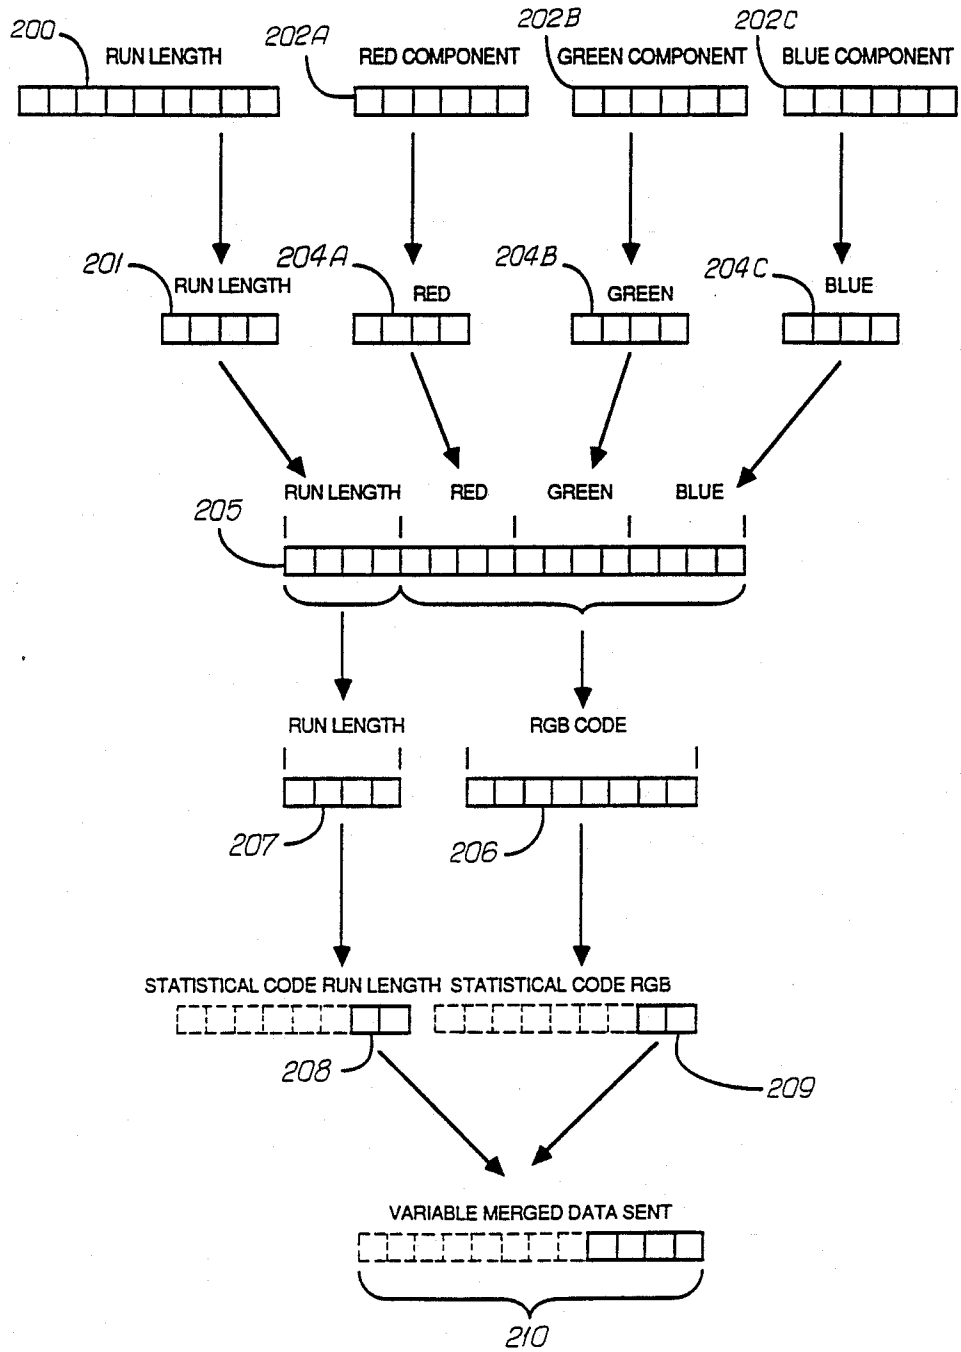 200 202A 202B 202C
RUN LENGTH RED COMPONENT GREEN COMPONENT BLUE COMPONENT
201 204A 204B 204C
RUN LENGTH RED GREEN BLUE
RUN LENGTH RED GREEN BLUE
205
RUN LENGTH RGB CODE
207 206
STATISTICAL CODE RUN LENGTH STATISTICAL CODE RGB
208 209
VARIABLE MERGED DATA SENT
210